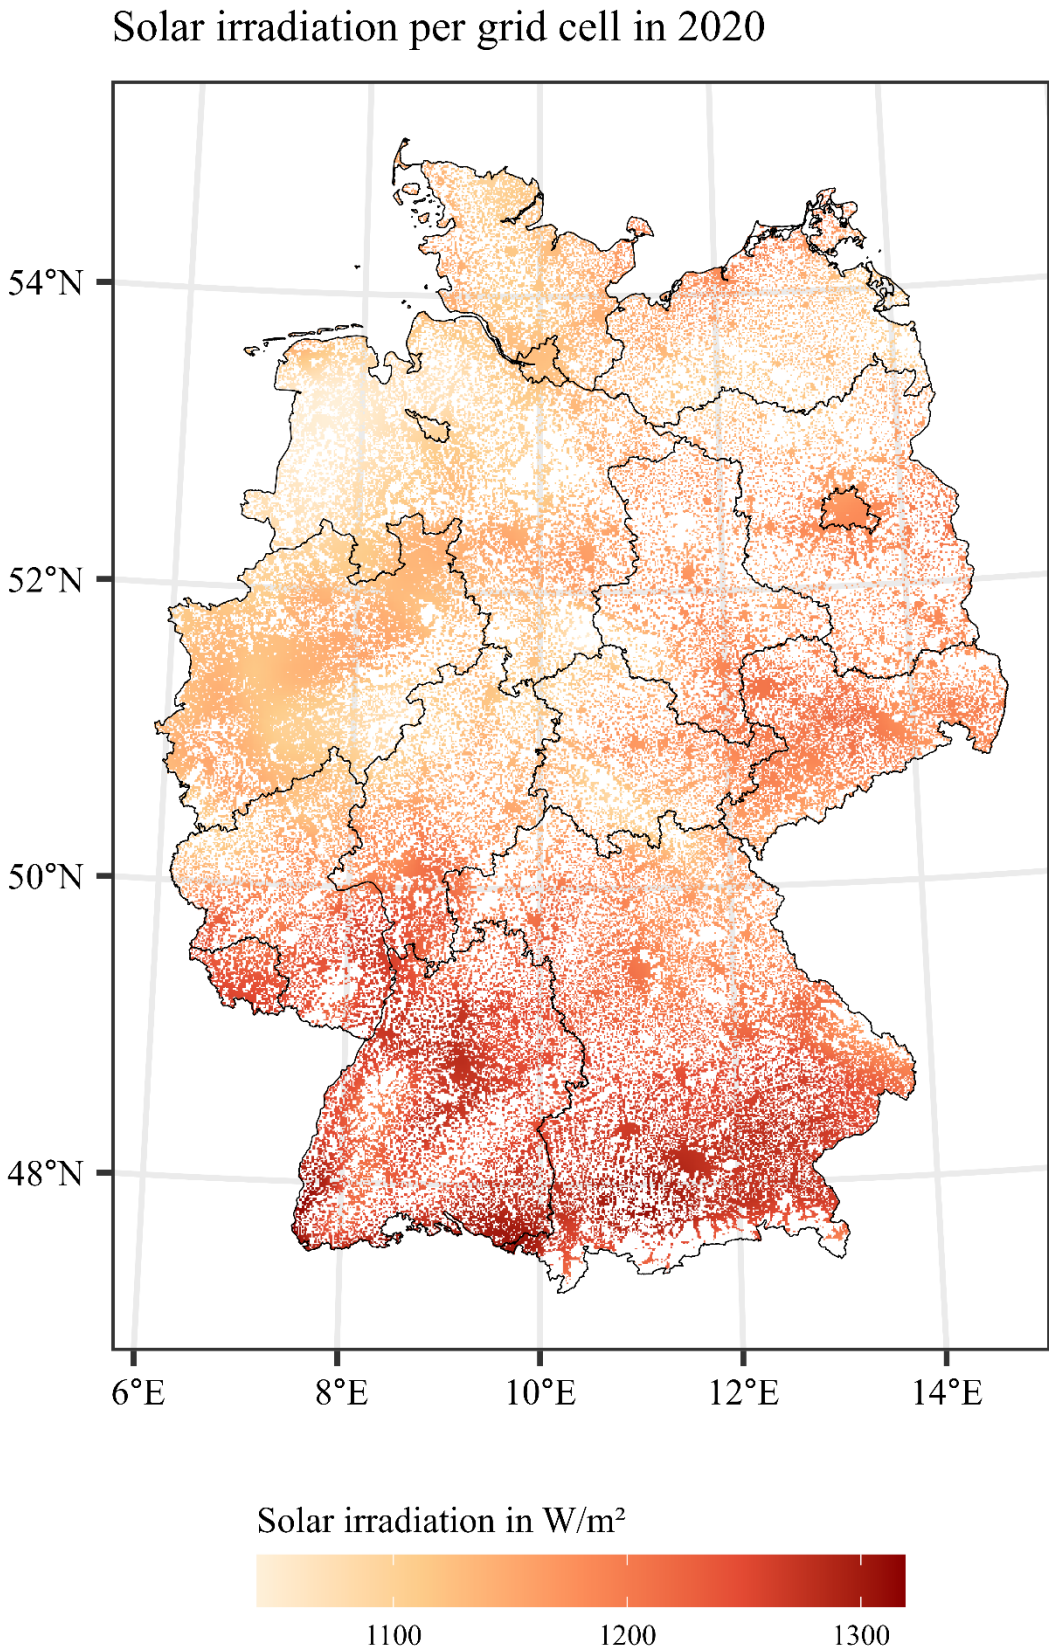 Solar irradiation per grid cell in 2020
54°N
52°N
50°N
48°N
6°E 8°E 10°E 12°E 14°E
Solar irradiation in W/m²
1100 1200 1300